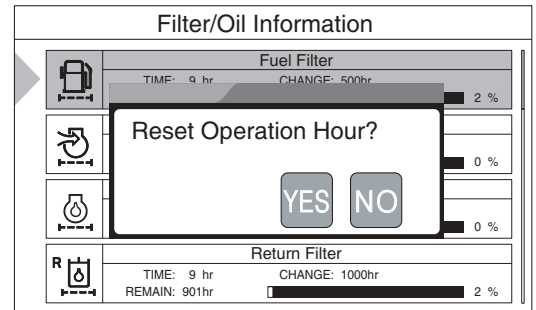 Filter/Oil Information
Fuel Filter
TIME: 9 hr CHANGE: 500hr
2 %
Reset Operation Hour?
0 %
YES NO
0 %
Return Filter
R
TIME: 9 hr CHANGE: 1000hr
REMAIN: 901hr 2 %